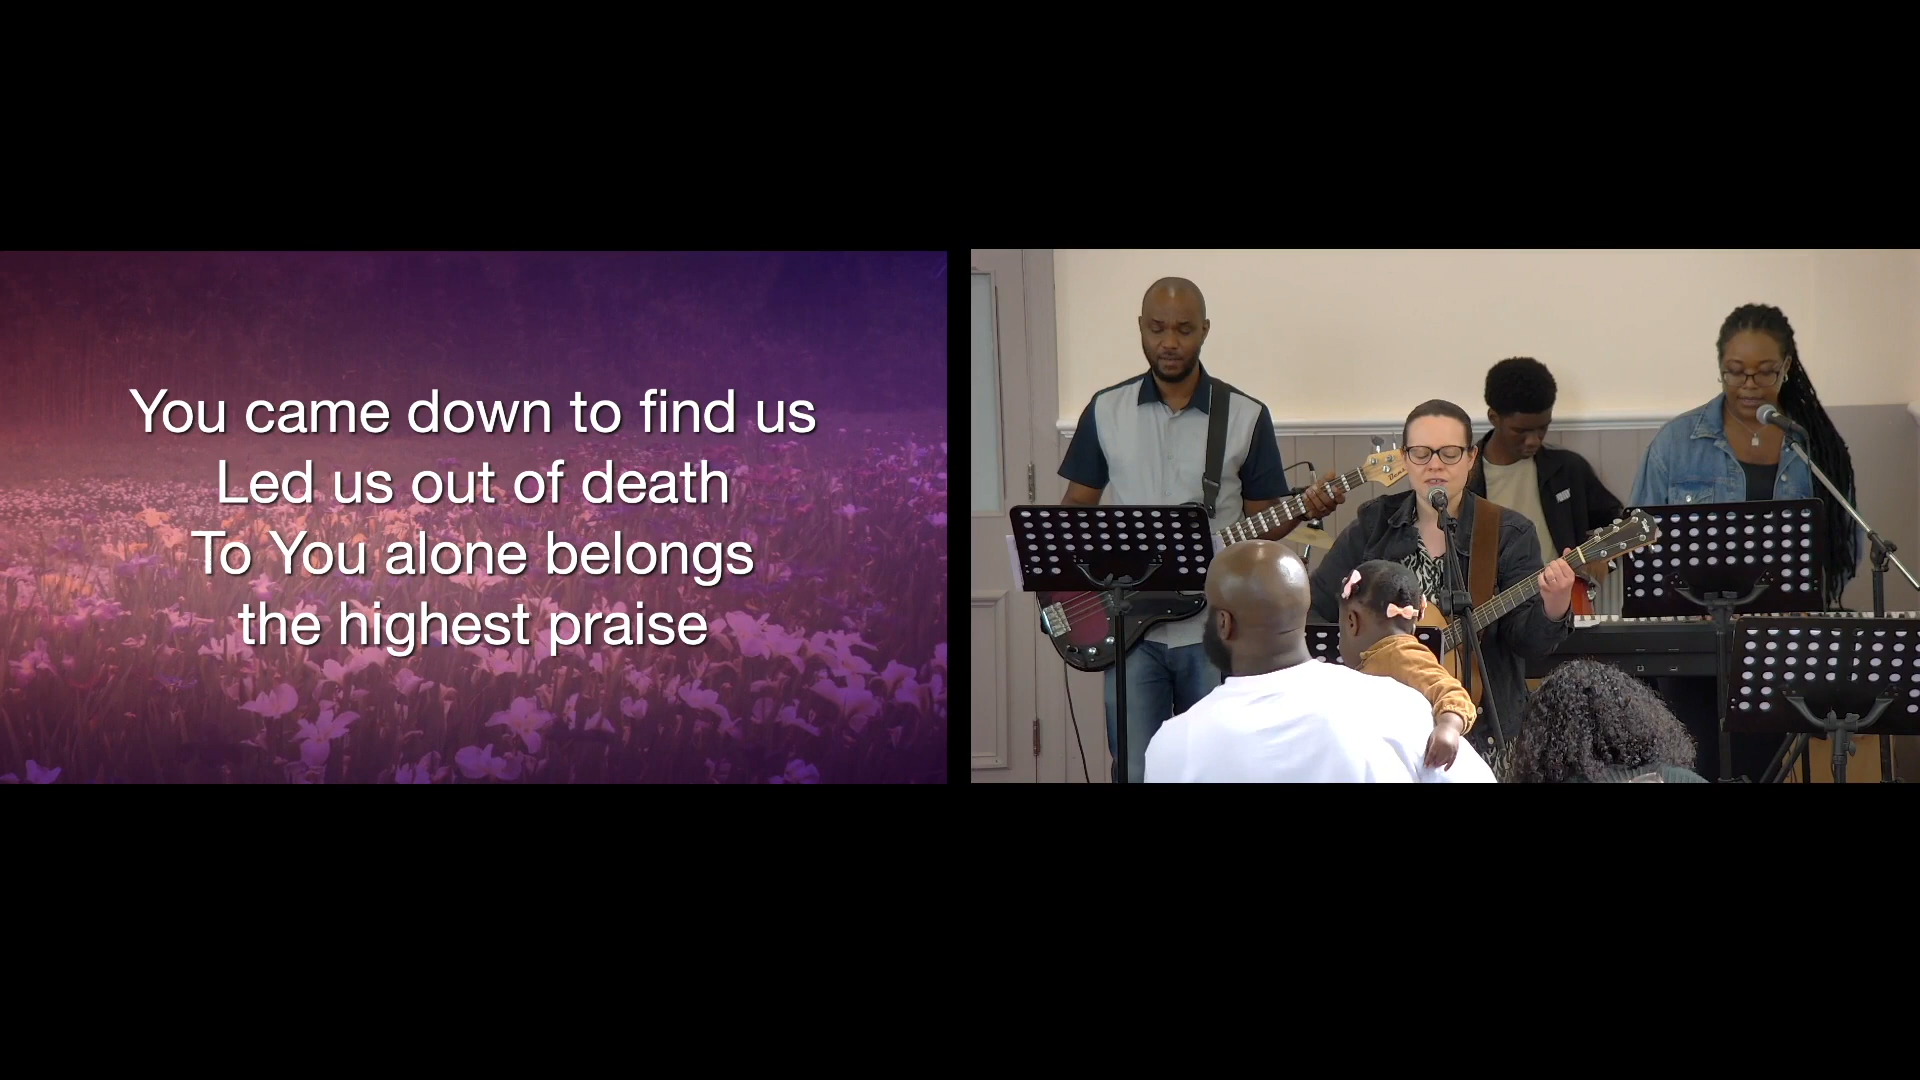 You came down to find us
Led us out of death
To You alone belongs
the highest praise